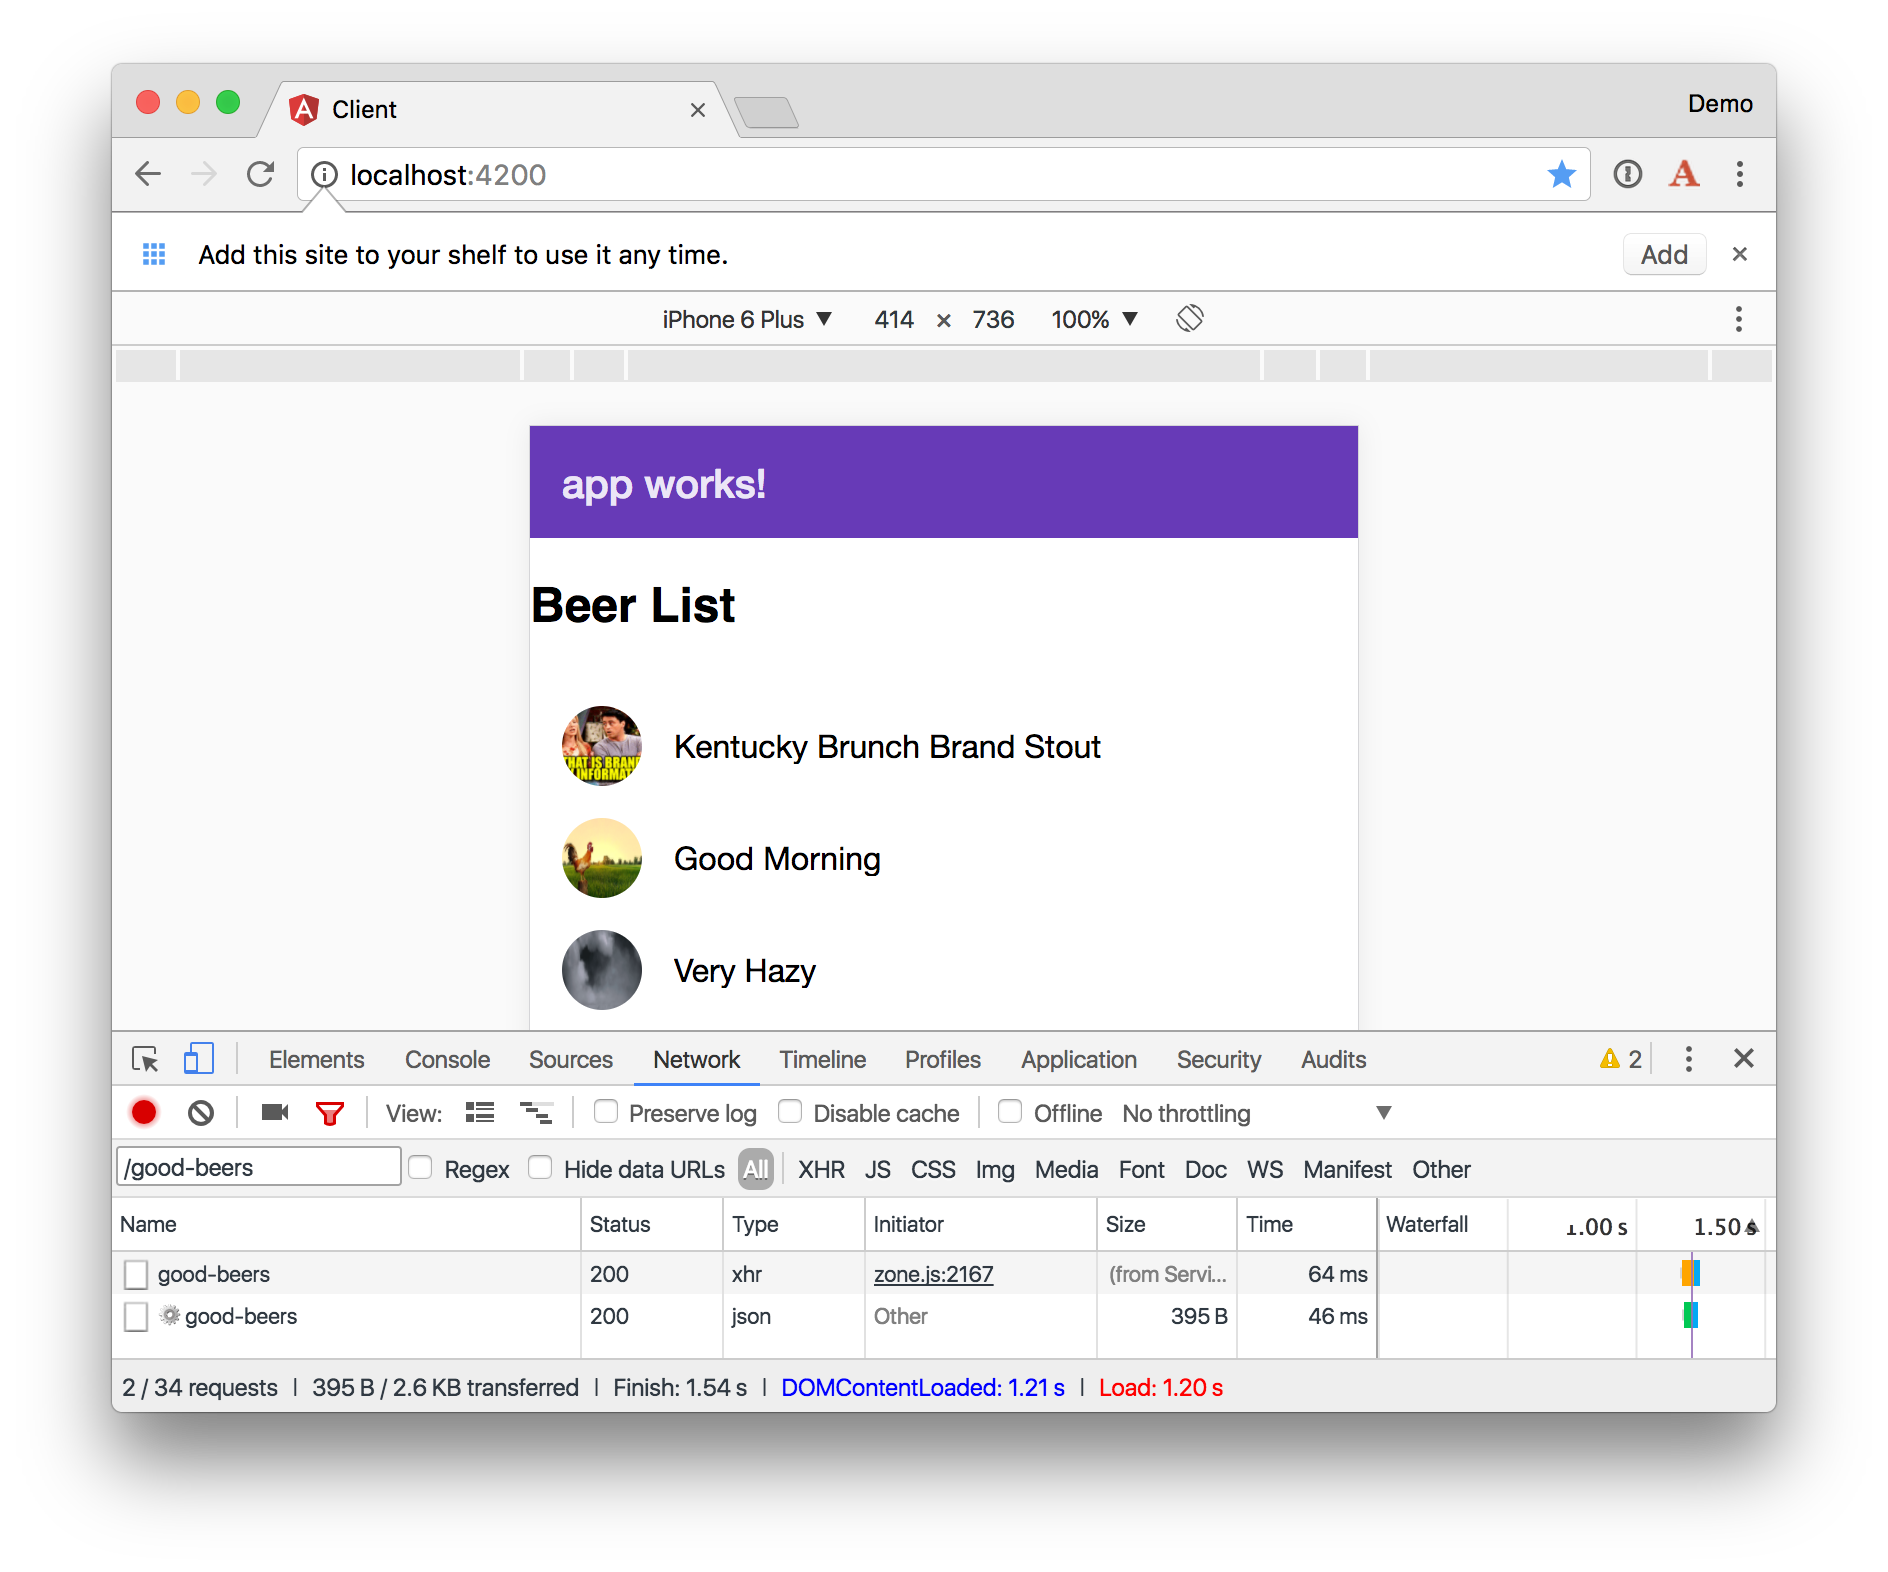 Client
Demo
localhost:4200
Add this site to your shelf to use it any time.
Add
iPhone 6 Plus 414 × 736 100%
app works!
Beer List
Kentucky Brunch Brand Stout
Good Morning
Very Hazy
Elements Console Sources Network Timeline Profiles Application Security Audits 2
View: Preserve log Disable cache Offline No throttling
/good-beers Regex Hide data URLs All XHR JS CSS Img Media Font Doc WS Manifest Other
Name Status Type Initiator Size Time Waterfall 1.00 s 1.50 s
good-beers 200 xhr zone.js:2167 (from Servi... 64 ms
good-beers 200 json Other 395 B 46 ms
2 / 34 requests | 395 B / 2.6 KB transferred | Finish: 1.54 s | DOMContentLoaded: 1.21 s | Load: 1.20 s